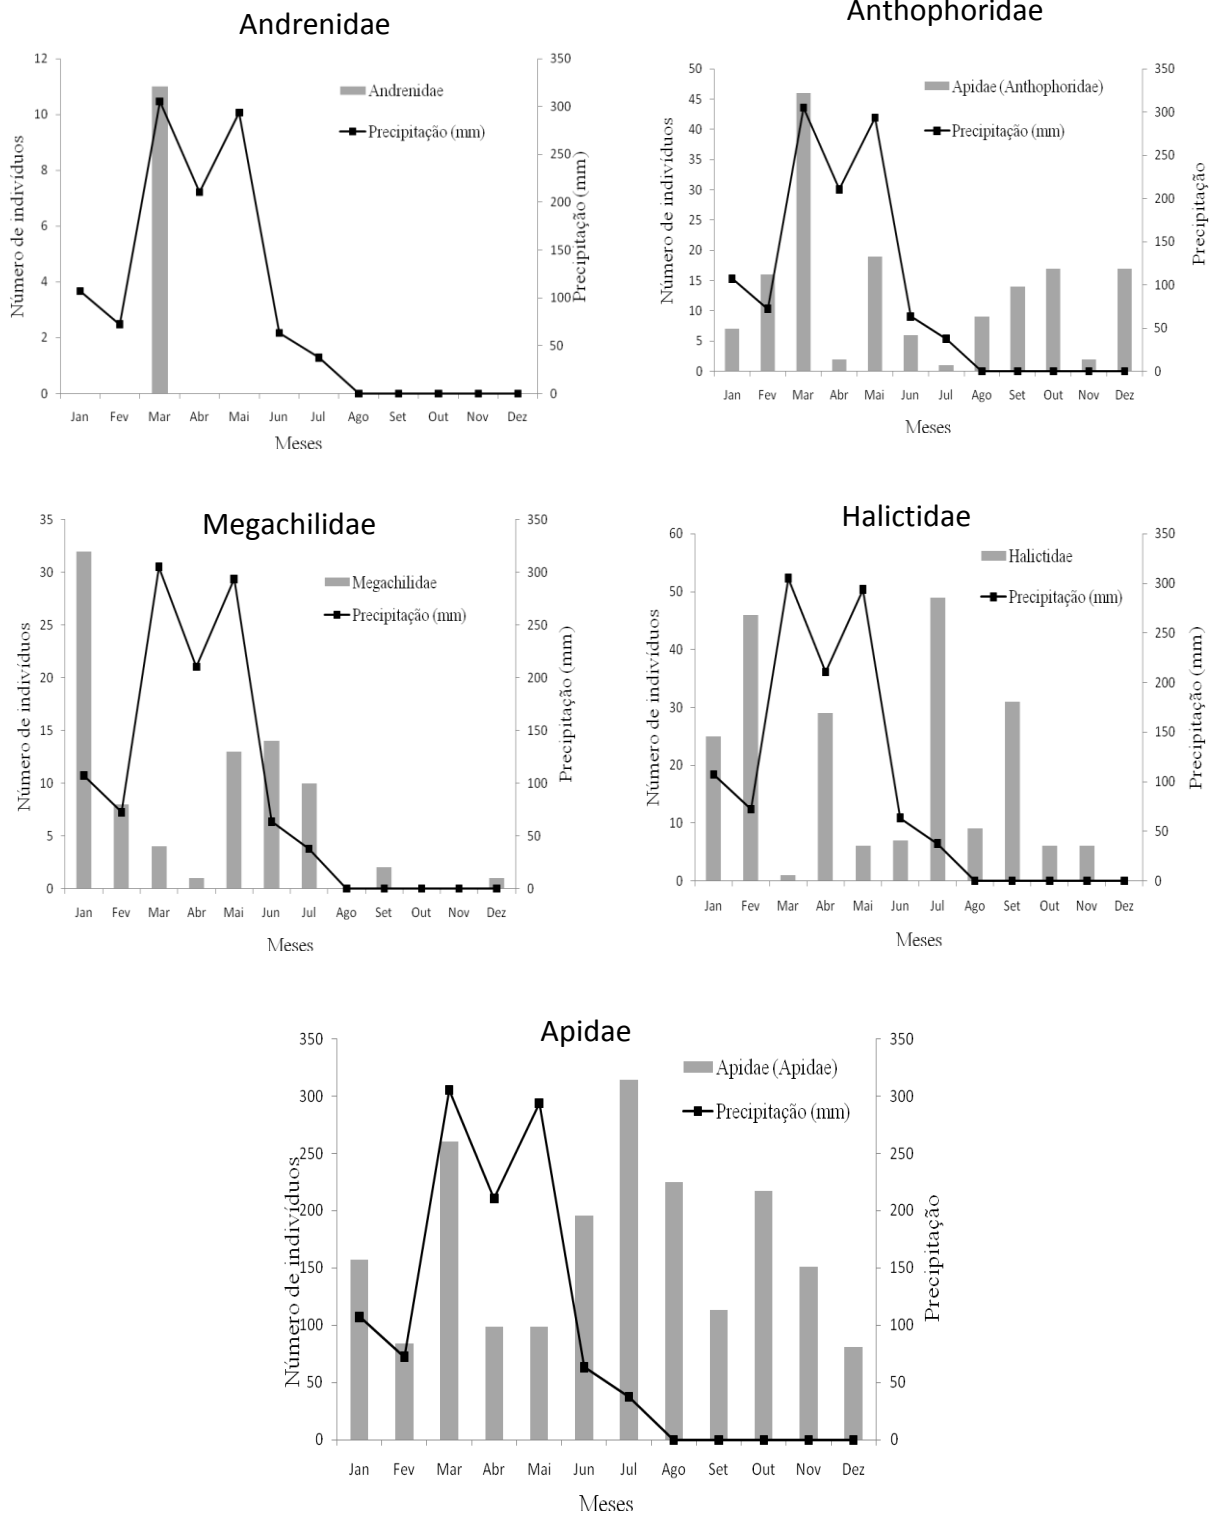 Andrenidae
12
10
8
6
4
2
0
350
300
250
200
150
100
50
0
Andrenidae
Precipitação (mm)
Número de indivíduos
Precipitação (mm)
Jan Fev Mar Abr Mai Jun Jul Ago Set Out Nov Dez
Meses
Anthophoridae
50
45
40
35
30
25
20
15
10
5
0
350
300
250
200
150
100
50
0
Apidae (Anthophoridae)
Precipitação (mm)
Número de indivíduos
Precipitação
Jan Fev Mar Abr Mai Jun Jul Ago Set Out Nov Dez
Meses
Megachilidae
35
30
25
20
15
10
5
0
350
300
250
200
150
100
50
0
Megachilidae
Precipitação (mm)
Número de indivíduos
Precipitação (mm)
Jan Fev Mar Abr Mai Jun Jul Ago Set Out Nov Dez
Meses
Halictidae
60
50
40
30
20
10
0
350
300
250
200
150
100
50
0
Halictidae
Precipitação (mm)
Número de indivíduos
Precipitação (mm)
Jan Fev Mar Abr Mai Jun Jul Ago Set Out Nov Dez
Meses
Apidae
350
300
250
200
150
100
50
0
350
300
250
200
150
100
50
0
Apidae (Apidae)
Precipitação (mm)
Número de indivíduos
Precipitação
Jan Fev Mar Abr Mai Jun Jul Ago Set Out Nov Dez
Meses